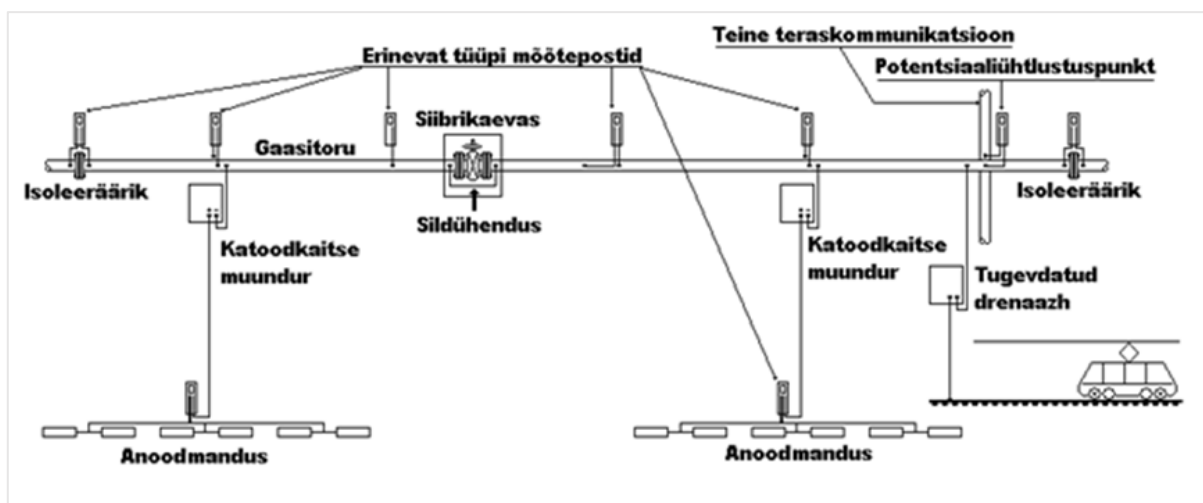 Teine teraskommunikatsioon
Erinevat tüüpi mõõtepostid
Potentsiaaliühtlustuspunkt
Siibrikaevas
Gaasitoru
Isoleeräärik
Isoleeräärik
Sildühendus
Katoodkaitse
muundur
Katoodkaitse
muundur
Tugevdatud
drenaazh
Anoodmandus
Anoodmandus